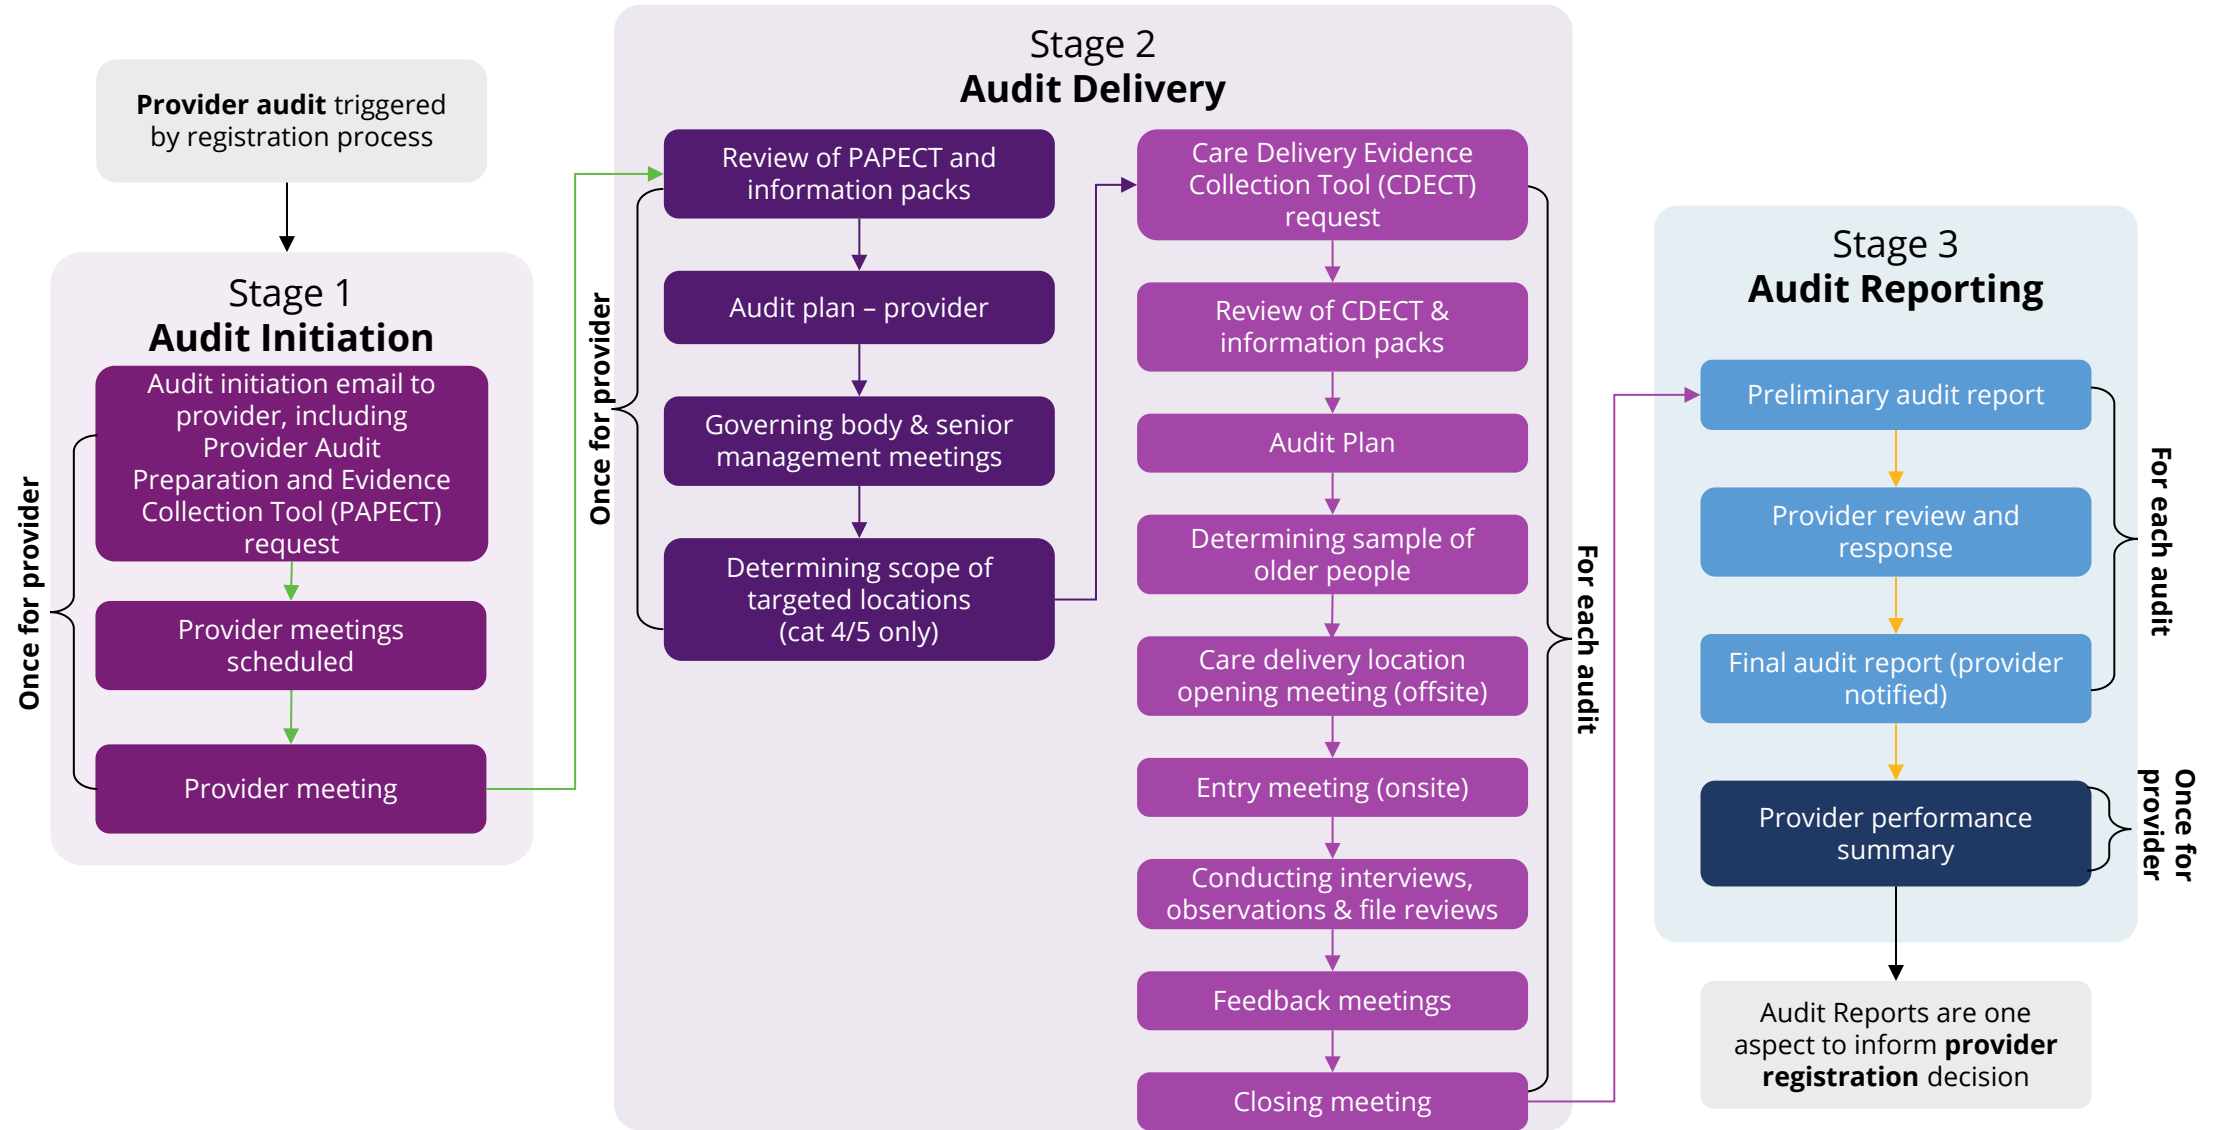 Provider audit triggered
by registration process
Stage 1
Audit Initiation
Once for provider
Audit initiation email to
provider, including
Provider Audit
Preparation and Evidence
Collection Tool (PAPECT)
request
Provider meetings
scheduled
Provider meeting
Stage 2
Audit Delivery
Once for provider
Review of PAPECT and
information packs
Audit plan – provider
Governing body & senior
management meetings
Determining scope of
targeted locations
(cat 4/5 only)
Care Delivery Evidence
Collection Tool (CDECT)
request
Review of CDECT &
information packs
Audit Plan
Determining sample of
older people
Care delivery location
opening meeting (offsite)
Entry meeting (onsite)
Conducting interviews,
observations & file reviews
Feedback meetings
Closing meeting
For each audit
Stage 3
Audit Reporting
Preliminary audit report
Provider review and
response
Final audit report (provider
notified)
For each audit
Provider performance
summary
Once for
provider
Audit Reports are one
aspect to inform provider
registration decision